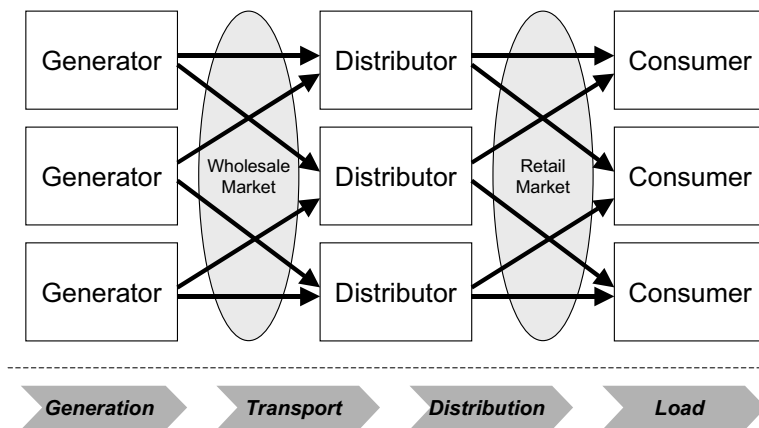 Generator
Distributor
Consumer
Generator
Wholesale
Market
Distributor
Retail
Market
Consumer
Generator
Distributor
Consumer
Generation
Transport
Distribution
Load